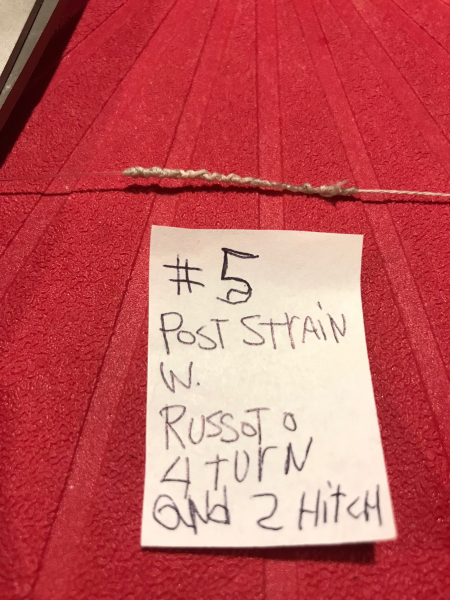 #5
POST STRAIN
W.
RUSSOTO
4 TURN
AND 2 HITCH